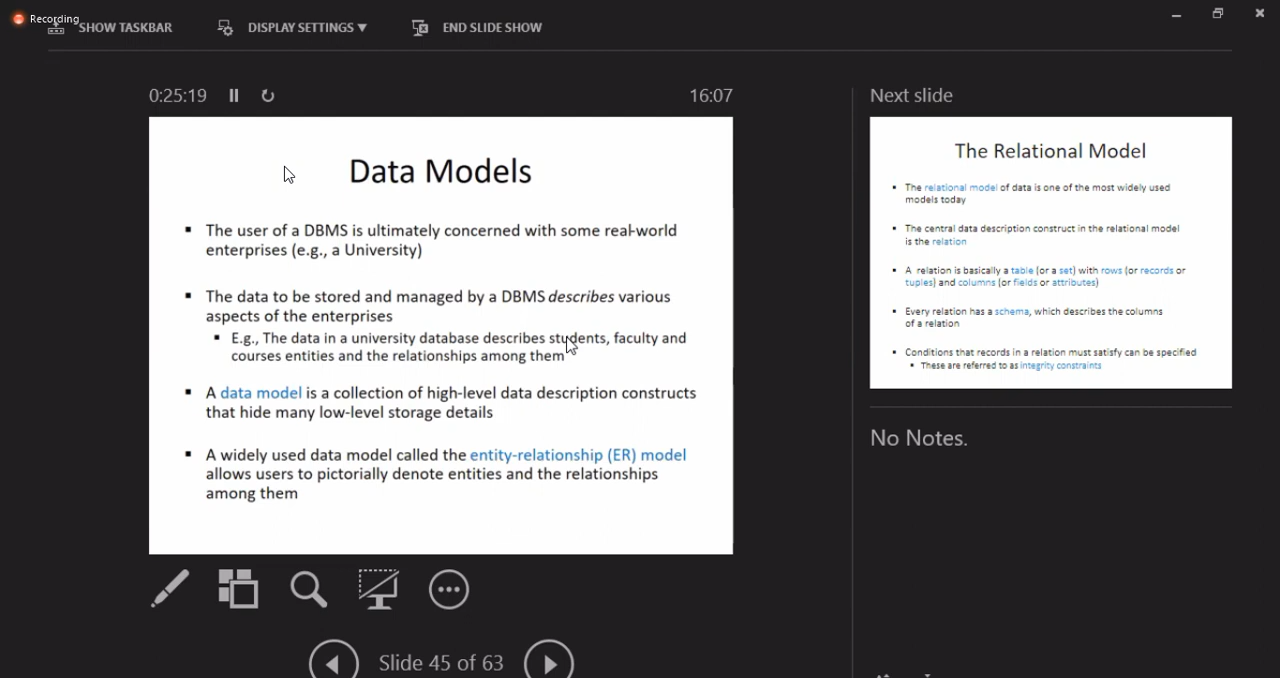 Recording
SHOW TASKBAR
DISPLAY SETTINGS
END SLIDE SHOW
0:25:19
16:07
Data Models
The user of a DBMS is ultimately concerned with some real-world
enterprises (e.g., a University)
The data to be stored and managed by a DBMS describes various
aspects of the enterprises
E.g., The data in a university database describes students, faculty and
courses entities and the relationships among them
A data model is a collection of high-level data description constructs
that hide many low-level storage details
A widely used data model called the entity-relationship (ER) model
allows users to pictorially denote entities and the relationships
among them
Slide 45 of 63
Next slide
The Relational Model
The relational model of data is one of the most widely used
models today
The central data description construct in the relational model
is the relation
A relation is basically a table (or a set) with rows (or records or
tuples) and columns (or fields or attributes)
Every relation has a schema, which describes the columns
of a relation
Conditions that records in a relation must satisfy can be specified
These are referred to as integrity constraints
No Notes.